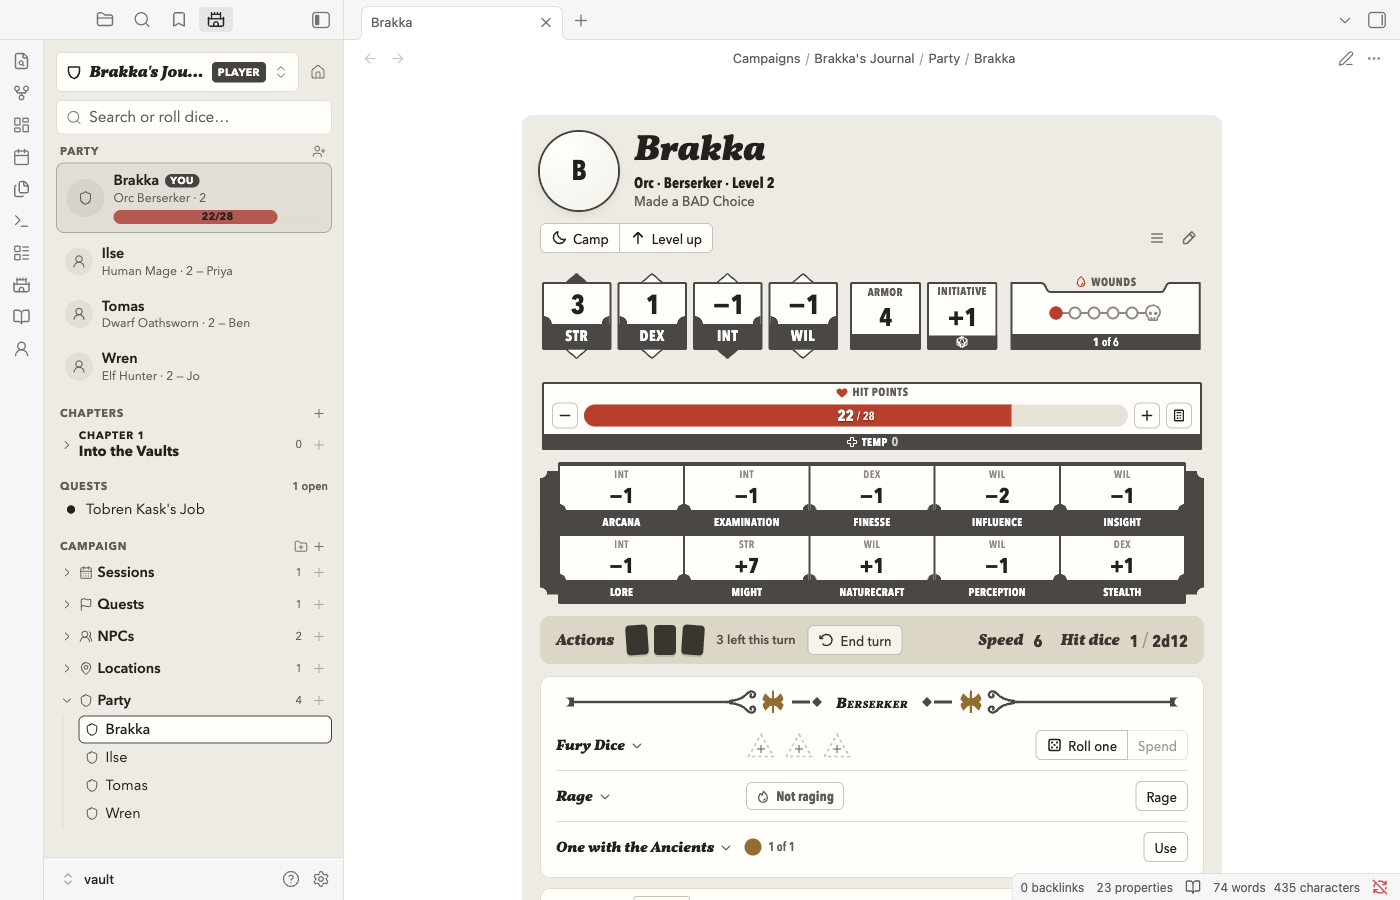 Brakka
Campaigns / Brakka's Journal / Party / Brakka
Brakka's Jou... PLAYER
Search or roll dice...
PARTY
Brakka YOU
Orc Berserker · 2
22/28
Ilse
Human Mage · 2 – Priya
Tomas
Dwarf Oathsworn · 2 – Ben
Wren
Elf Hunter · 2 – Jo
CHAPTERS
CHAPTER 1
Into the Vaults 0
QUESTS 1 open
Tobren Kask's Job
CAMPAIGN
Sessions 1
Quests 1
NPCs 2
Locations 1
Party 4
Brakka
Ilse
Tomas
Wren
vault
B
Brakka
Orc · Berserker · Level 2
Made a BAD Choice
Camp Level up
3 1 −1 −1
STR DEX INT WIL
ARMOR
4
INITIATIVE
+1
WOUNDS
1 of 6
HIT POINTS
22 / 28
TEMP 0
INT INT DEX WIL WIL
−1 −1 −1 −2 −1
ARCANA EXAMINATION FINESSE INFLUENCE INSIGHT
INT STR WIL WIL DEX
−1 +7 +1 −1 +1
LORE MIGHT NATURECRAFT PERCEPTION STEALTH
Actions 3 left this turn End turn Speed 6 Hit dice 1 / 2d12
BERSERKER
Fury Dice Roll one Spend
Rage Not raging Rage
One with the Ancients 1 of 1 Use
0 backlinks 23 properties 74 words 435 characters